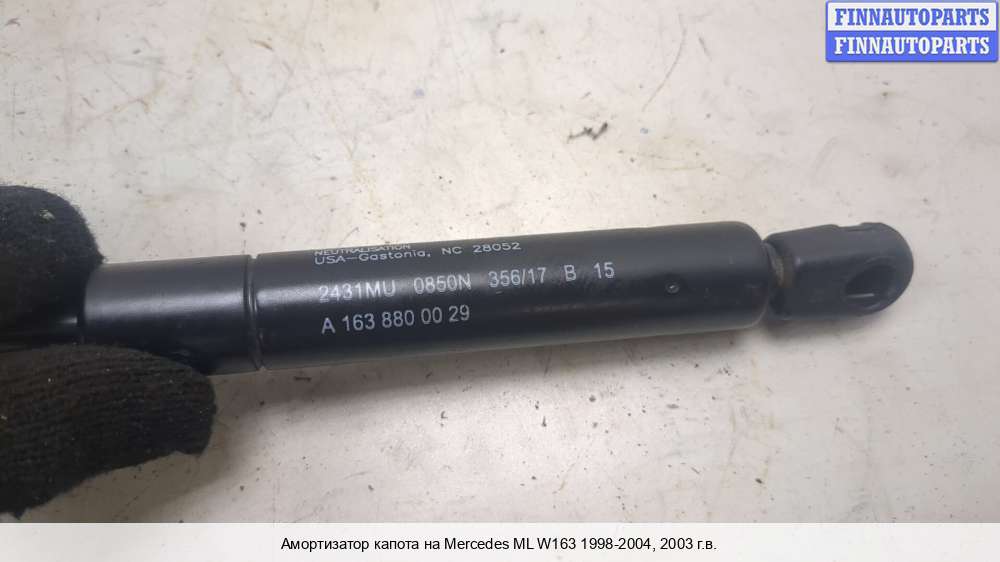 FINNAUTOPARTS
FINNAUTOPARTS
NEUTRALISATION
USA-Gastonia, NC 28052
2431MU 0850N 356/17 B 15
A 163 880 00 29
Амортизатор капота на Mercedes ML W163 1998-2004, 2003 г.в.